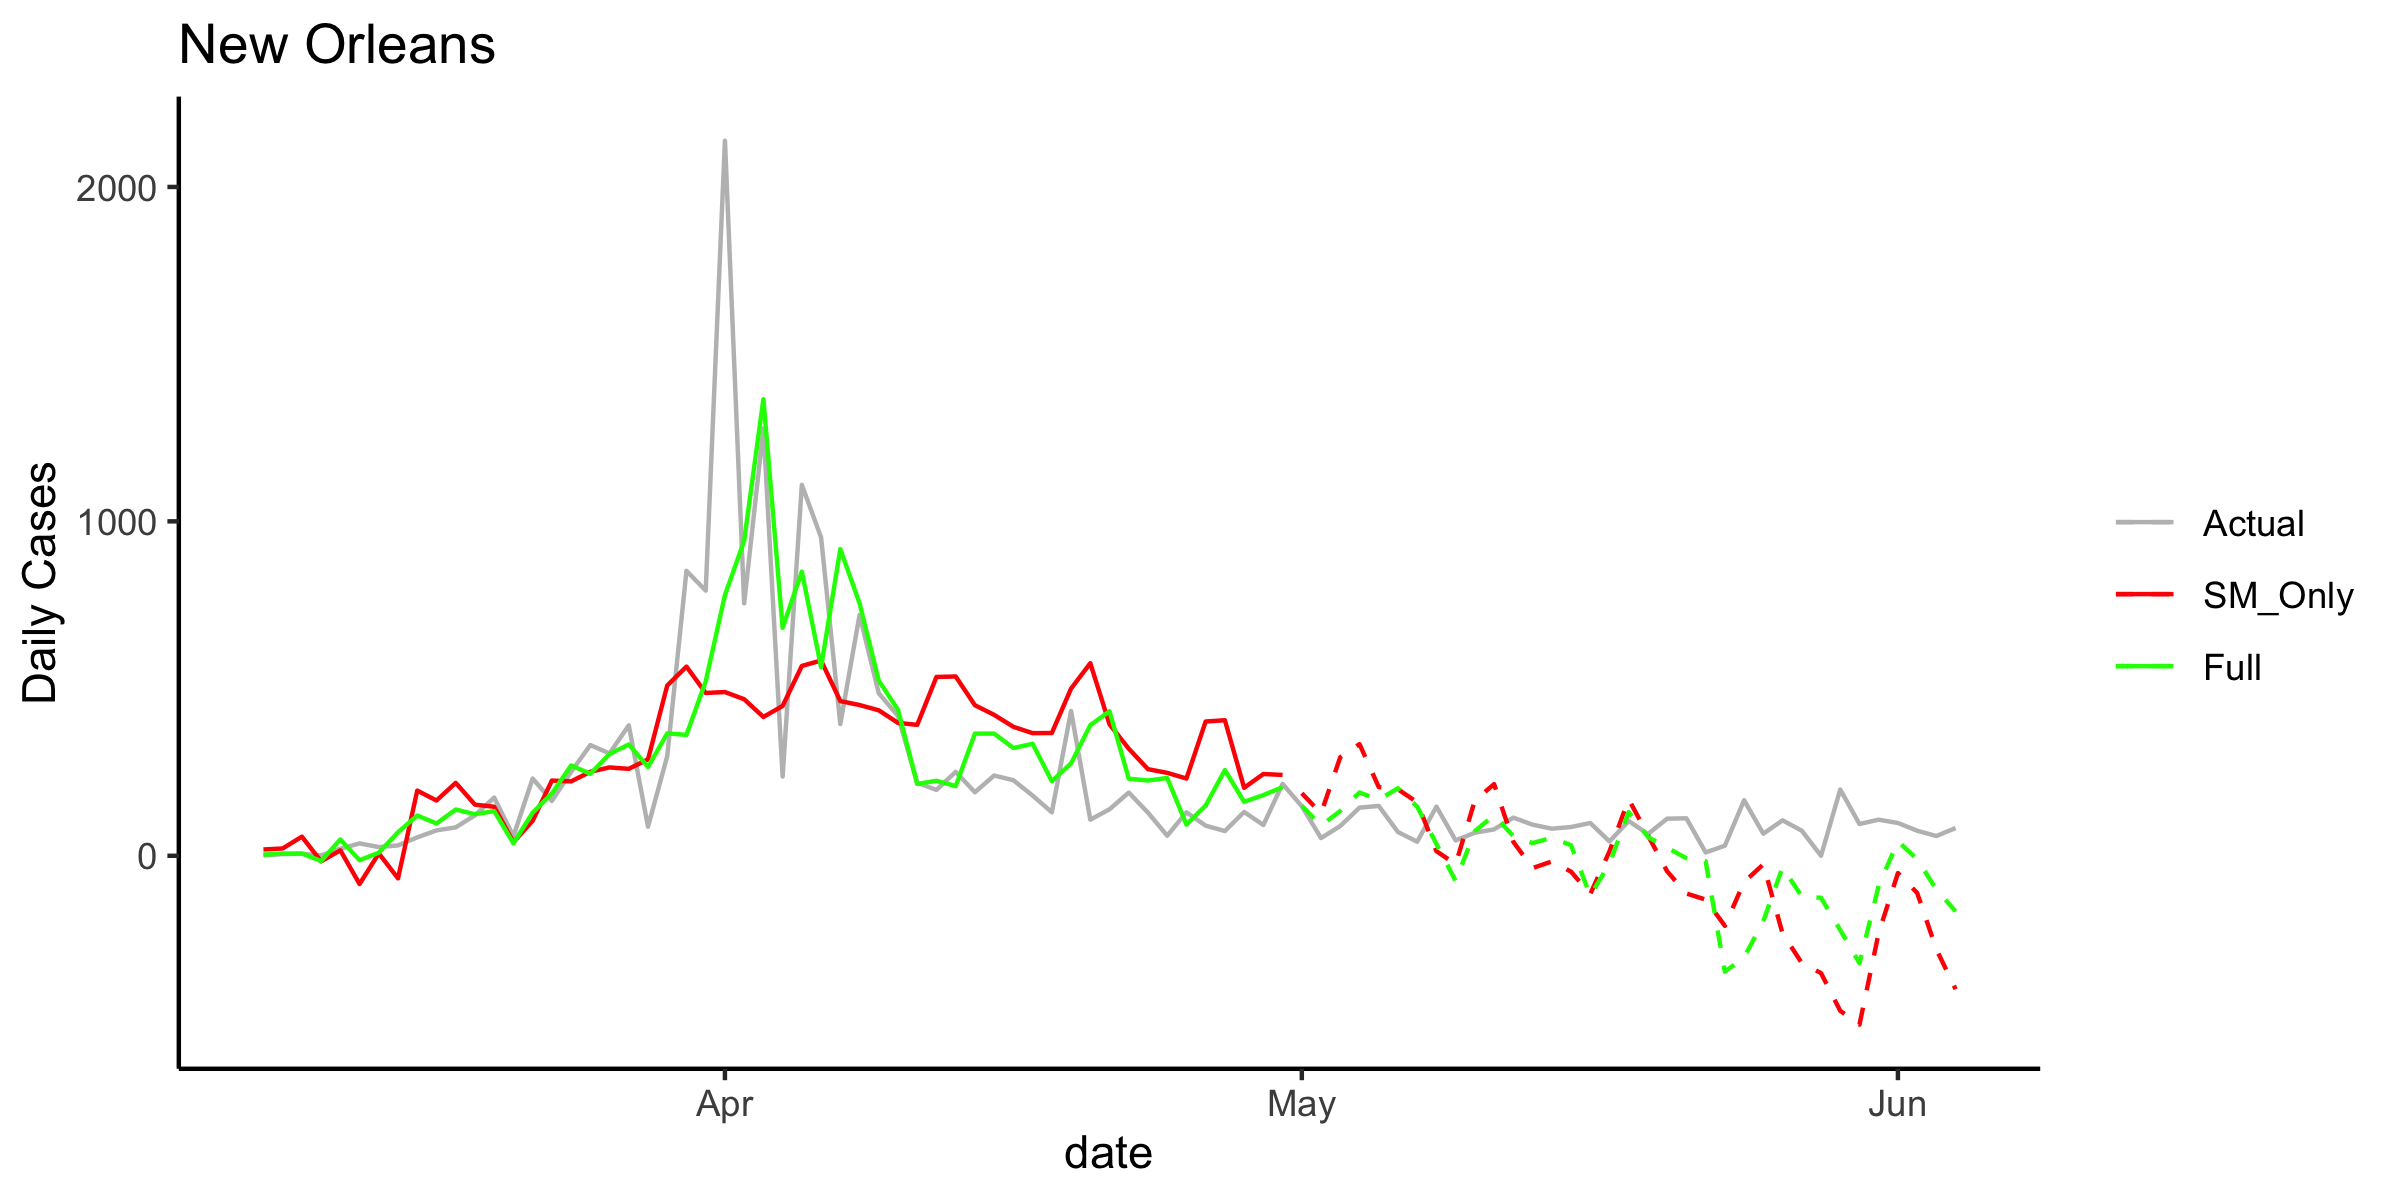 New Orleans
2000
1000
0
Daily Cases
Apr
May
Jun
date
Actual
SM_Only
Full